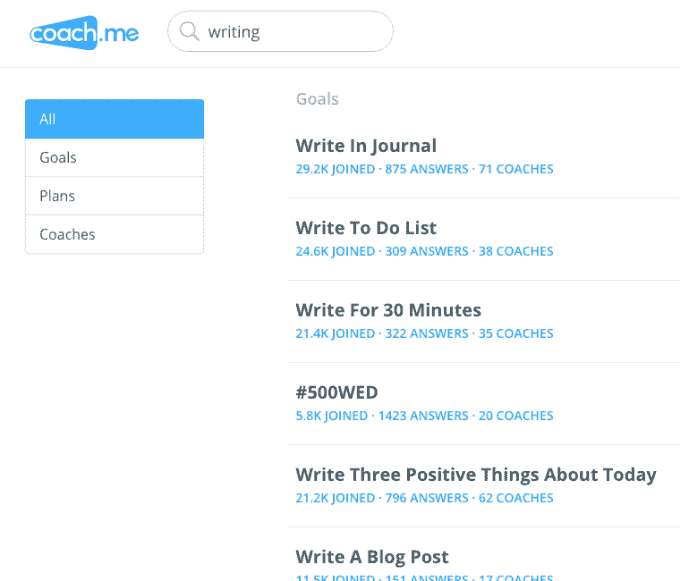 coach.me
writing
All
Goals
Plans
Coaches
Goals
Write In Journal
29.2K JOINED · 875 ANSWERS · 71 COACHES
Write To Do List
24.6K JOINED · 309 ANSWERS · 38 COACHES
Write For 30 Minutes
21.4K JOINED · 322 ANSWERS · 35 COACHES
#500WED
5.8K JOINED · 1423 ANSWERS · 20 COACHES
Write Three Positive Things About Today
21.2K JOINED · 796 ANSWERS · 62 COACHES
Write A Blog Post
11.5K JOINED · 151 ANSWERS · 17 COACHES